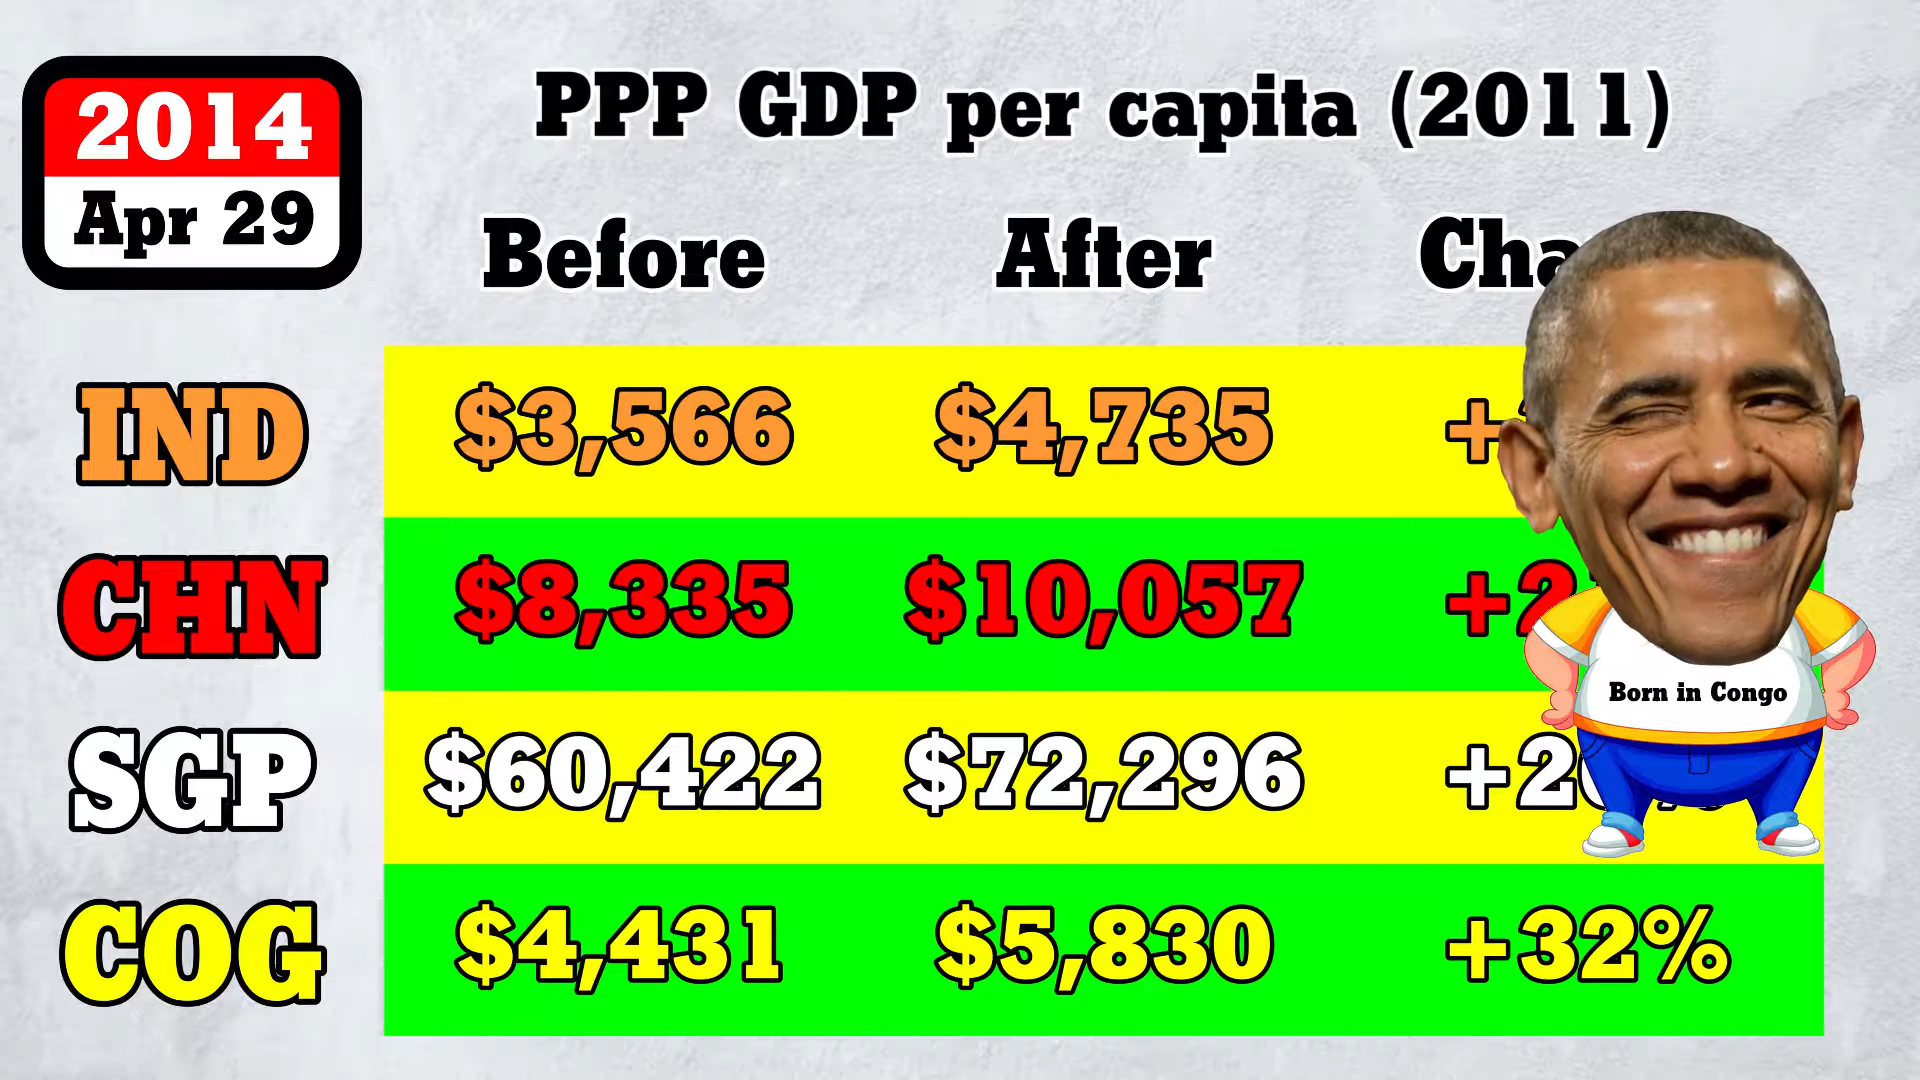 2014
Apr 29
PPP GDP per capita (2011)
Before After
IND $3,566 $4,735
CHN $8,335 $10,057
Born in Congo
SGP $60,422 $72,296
COG $4,431 $5,830 +32%